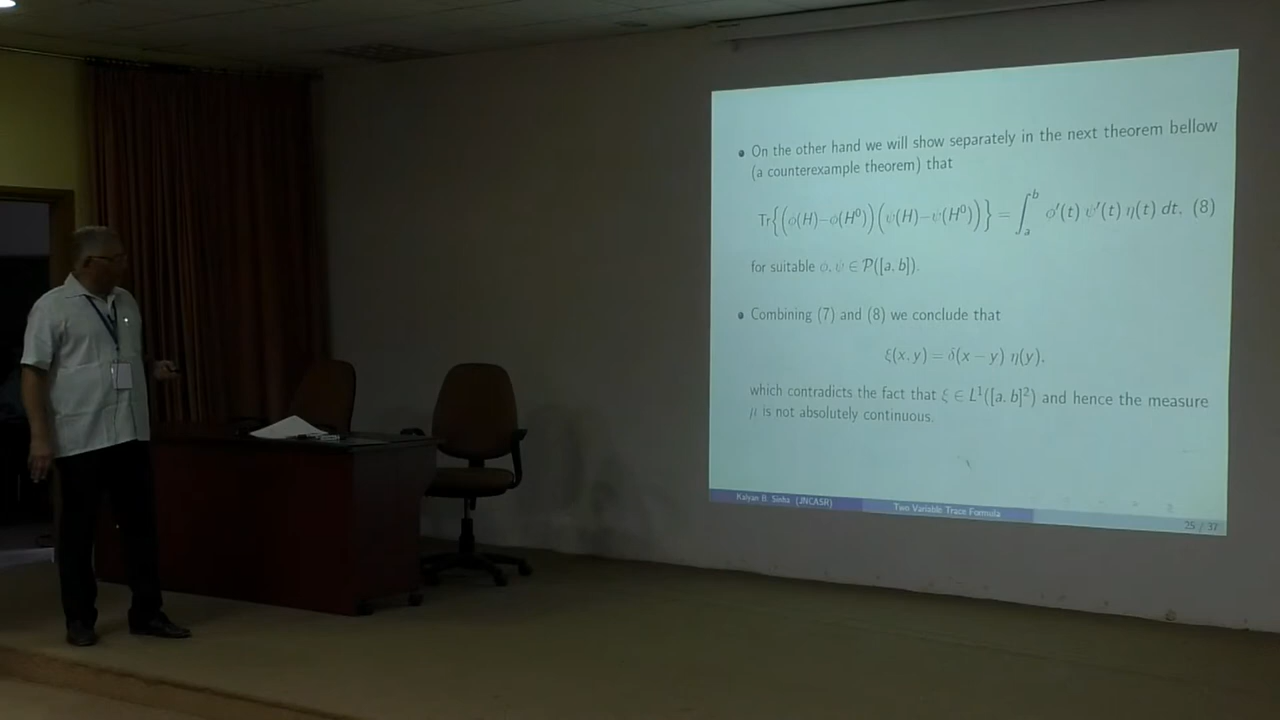 • On the other hand we will show separately in the next theorem bellow
(a counterexample theorem) that
Tr{(φ(H)−φ(H⁰))(ψ(H)−ψ(H⁰))} = ∫ₐᵇ φ′(t) ψ′(t) η(t) dt, (8)
for suitable φ, ψ ∈ P([a, b]).
• Combining (7) and (8) we conclude that
ξ(x, y) = δ(x − y) η(y),
which contradicts the fact that ξ ∈ L¹([a, b]²) and hence the measure
μ is not absolutely continuous.
Kalyan B. Sinha (JNCASR) Two Variable Trace Formula 25 / 37